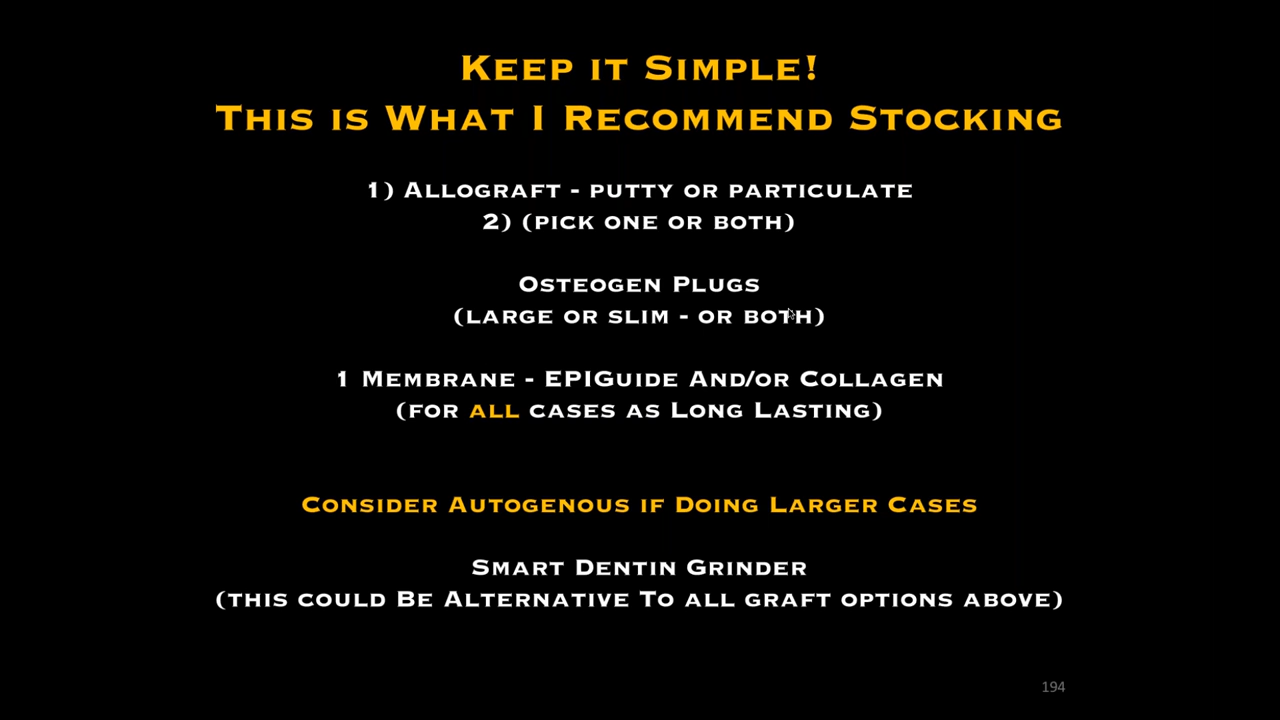 Keep it Simple!
This is What I Recommend Stocking
1) Allograft - putty or particulate
2) (pick one or both)
Osteogen Plugs
(large or slim - or both)
1 Membrane - EPIGuide And/or Collagen
(for all cases as Long Lasting)
Consider Autogenous if Doing Larger Cases
Smart Dentin Grinder
(this could Be Alternative To all graft options above)
194